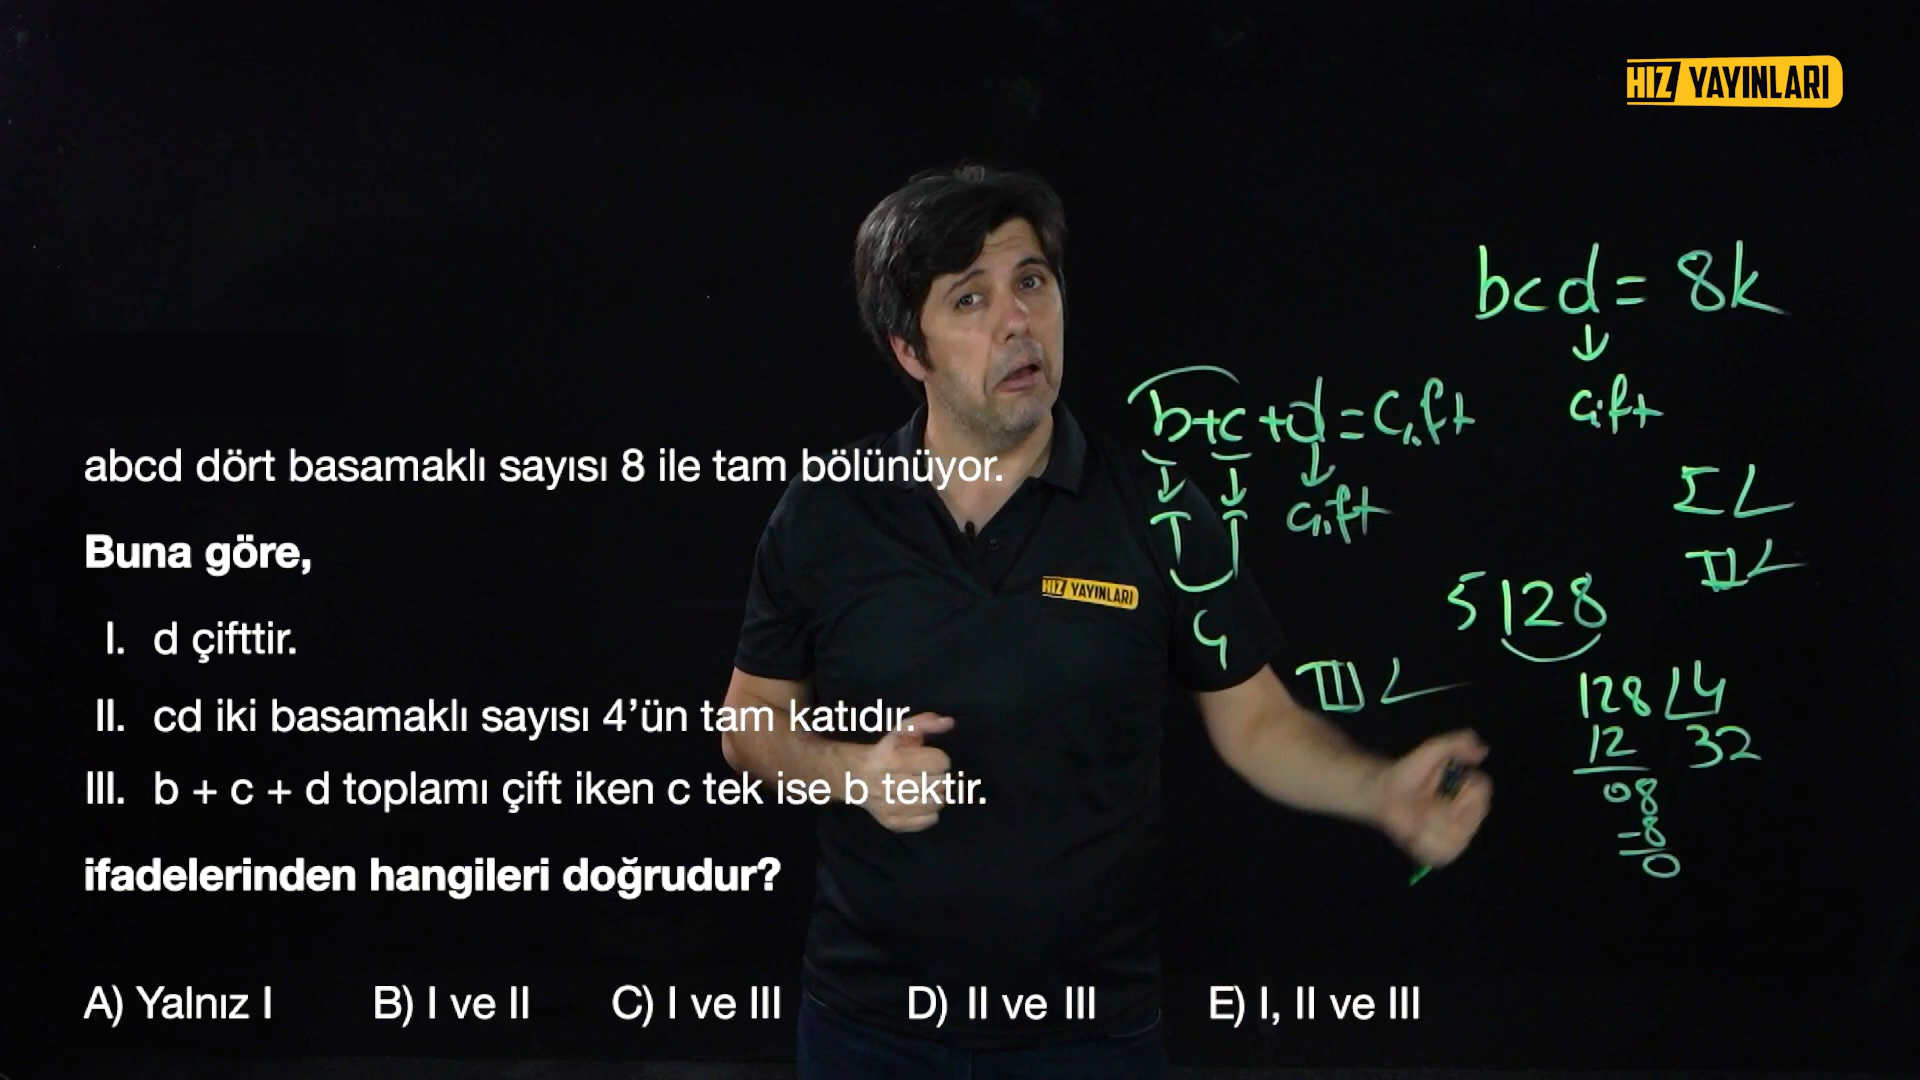 HIZ YAYINLARI
abcd dört basamaklı sayısı 8 ile tam bölünüyor.
Buna göre,
I. d çifttir.
II. cd iki basamaklı sayısı 4’ün tam katıdır.
III. b + c + d toplamı çift iken c tek ise b tektir.
ifadelerinden hangileri doğrudur?
A) Yalnız I B) I ve II C) I ve III D) II ve III E) I, II ve III
HIZ YAYINLARI
bcd = 8k
↓
çift
b+c+d = çift
↓ ↓ ↓
T T çift
Ç
I
II
III
5128
128 4
12 32
08
-8
0